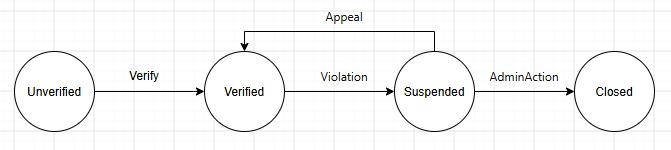 Appeal
Unverified
Verify
Verified
Violation
Suspended
AdminAction
Closed